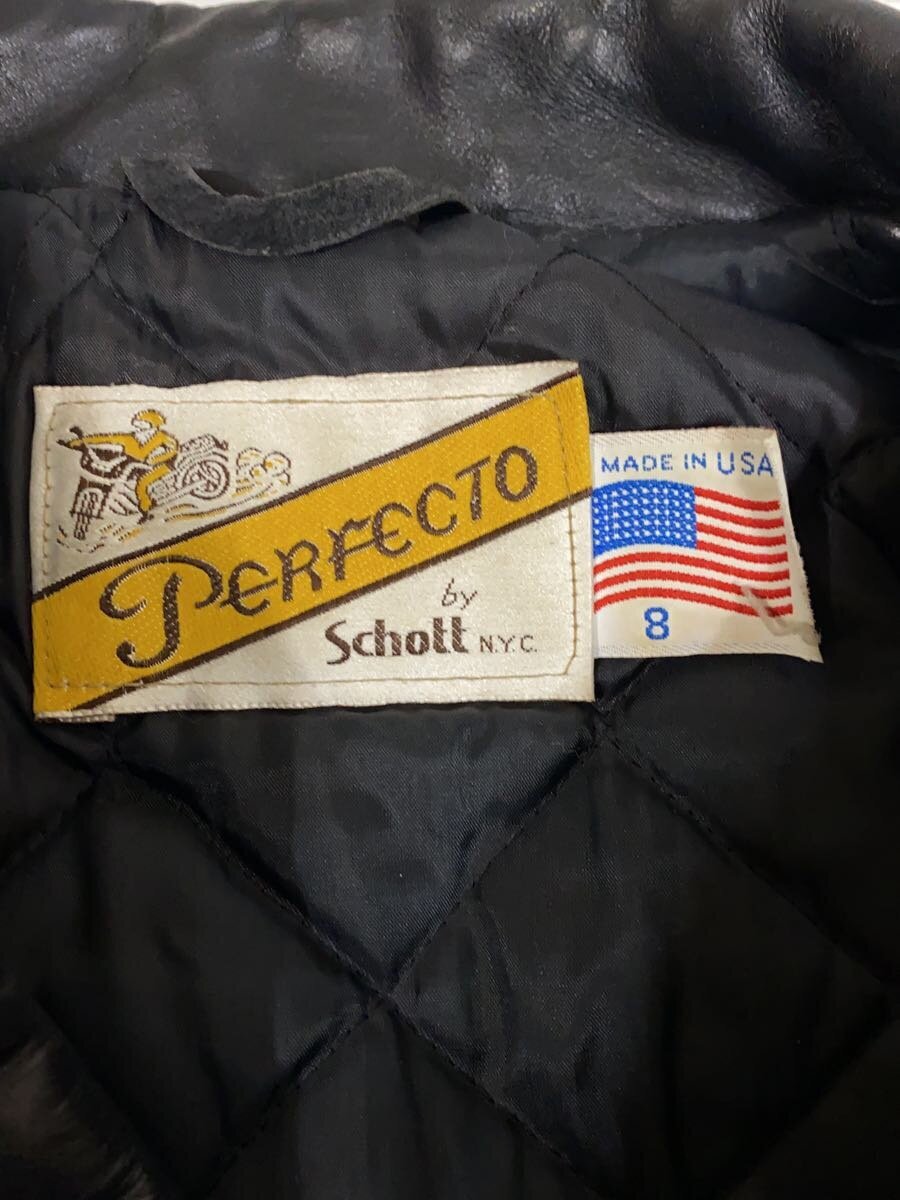 PERFECTO
by
Schott N.Y.C.
MADE IN USA
8